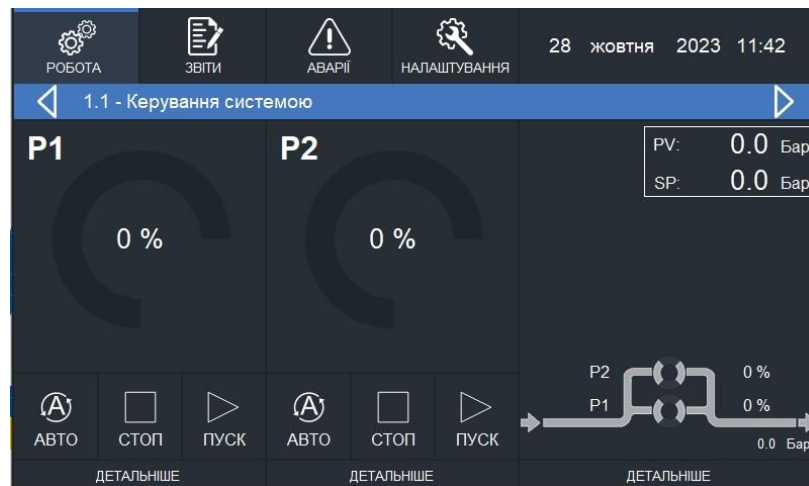 РОБОТА ЗВІТИ АВАРІЇ НАЛАШТУВАННЯ 28 жовтня 2023 11:42
1.1 - Керування системою
P1
0 %
АВТО СТОП ПУСК
ДЕТАЛЬНІШЕ
P2
0 %
АВТО СТОП ПУСК
ДЕТАЛЬНІШЕ
PV: 0.0 Бар
SP: 0.0 Бар
P2 0 %
P1 0 %
0.0 Бар
ДЕТАЛЬНІШЕ